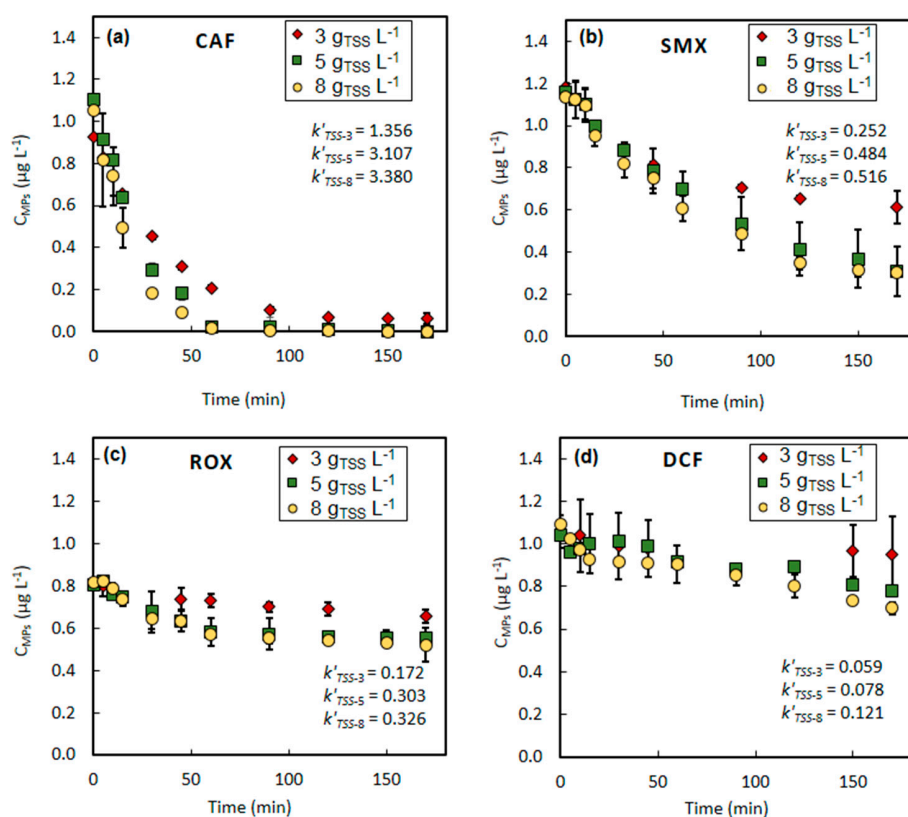 (a) CAF
3 gTSS L-1
5 gTSS L-1
8 gTSS L-1
k'TSS-3 = 1.356
k'TSS-5 = 3.107
k'TSS-8 = 3.380
CMPs (µg L-1)
1.4
1.2
1.0
0.8
0.6
0.4
0.2
0.0
0 50 100 150
Time (min)
(b) SMX
3 gTSS L-1
5 gTSS L-1
8 gTSS L-1
k'TSS-3 = 0.252
k'TSS-5 = 0.484
k'TSS-8 = 0.516
CMPs (µg L-1)
1.4
1.2
1.0
0.8
0.6
0.4
0.2
0.0
0 50 100 150
Time (min)
(c) ROX
3 gTSS L-1
5 gTSS L-1
8 gTSS L-1
CMPs (µg L-1)
1.4
1.2
1.0
0.8
0.6
0.4
0.2
0.0
k'TSS-3 = 0.172
k'TSS-5 = 0.303
k'TSS-8 = 0.326
0 50 100 150
Time (min)
(d) DCF
3 gTSS L-1
5 gTSS L-1
8 gTSS L-1
CMPs (µg L-1)
1.4
1.2
1.0
0.8
0.6
0.4
0.2
0.0
k'TSS-3 = 0.059
k'TSS-5 = 0.078
k'TSS-8 = 0.121
0 50 100 150
Time (min)